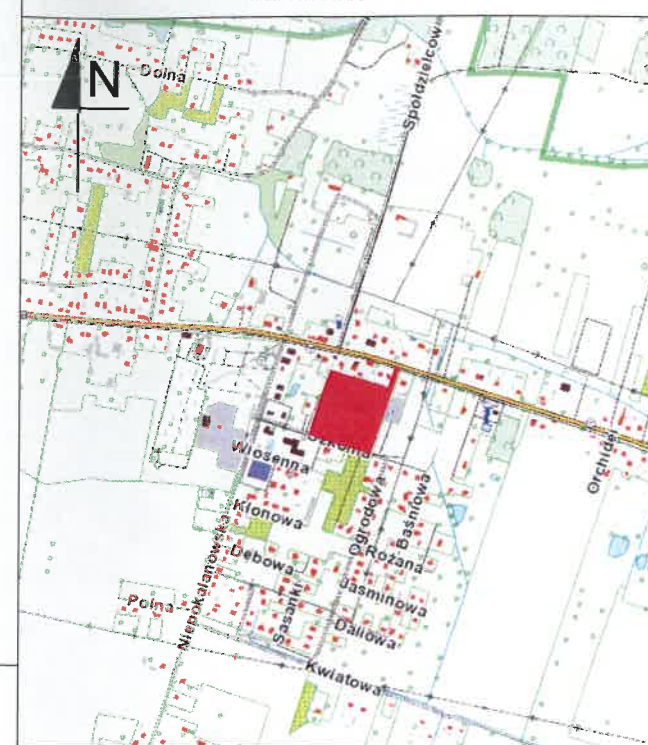 N
Dolna
Spółdzielców
Szkolna
Wiosenna
Orchidei
Klonowa
Ogrodowa
Baśniowa
Dębowa
Różana
Niepokalanowska
Jaśminowa
Polna
Sasanki
Daliowa
Kwiatowa